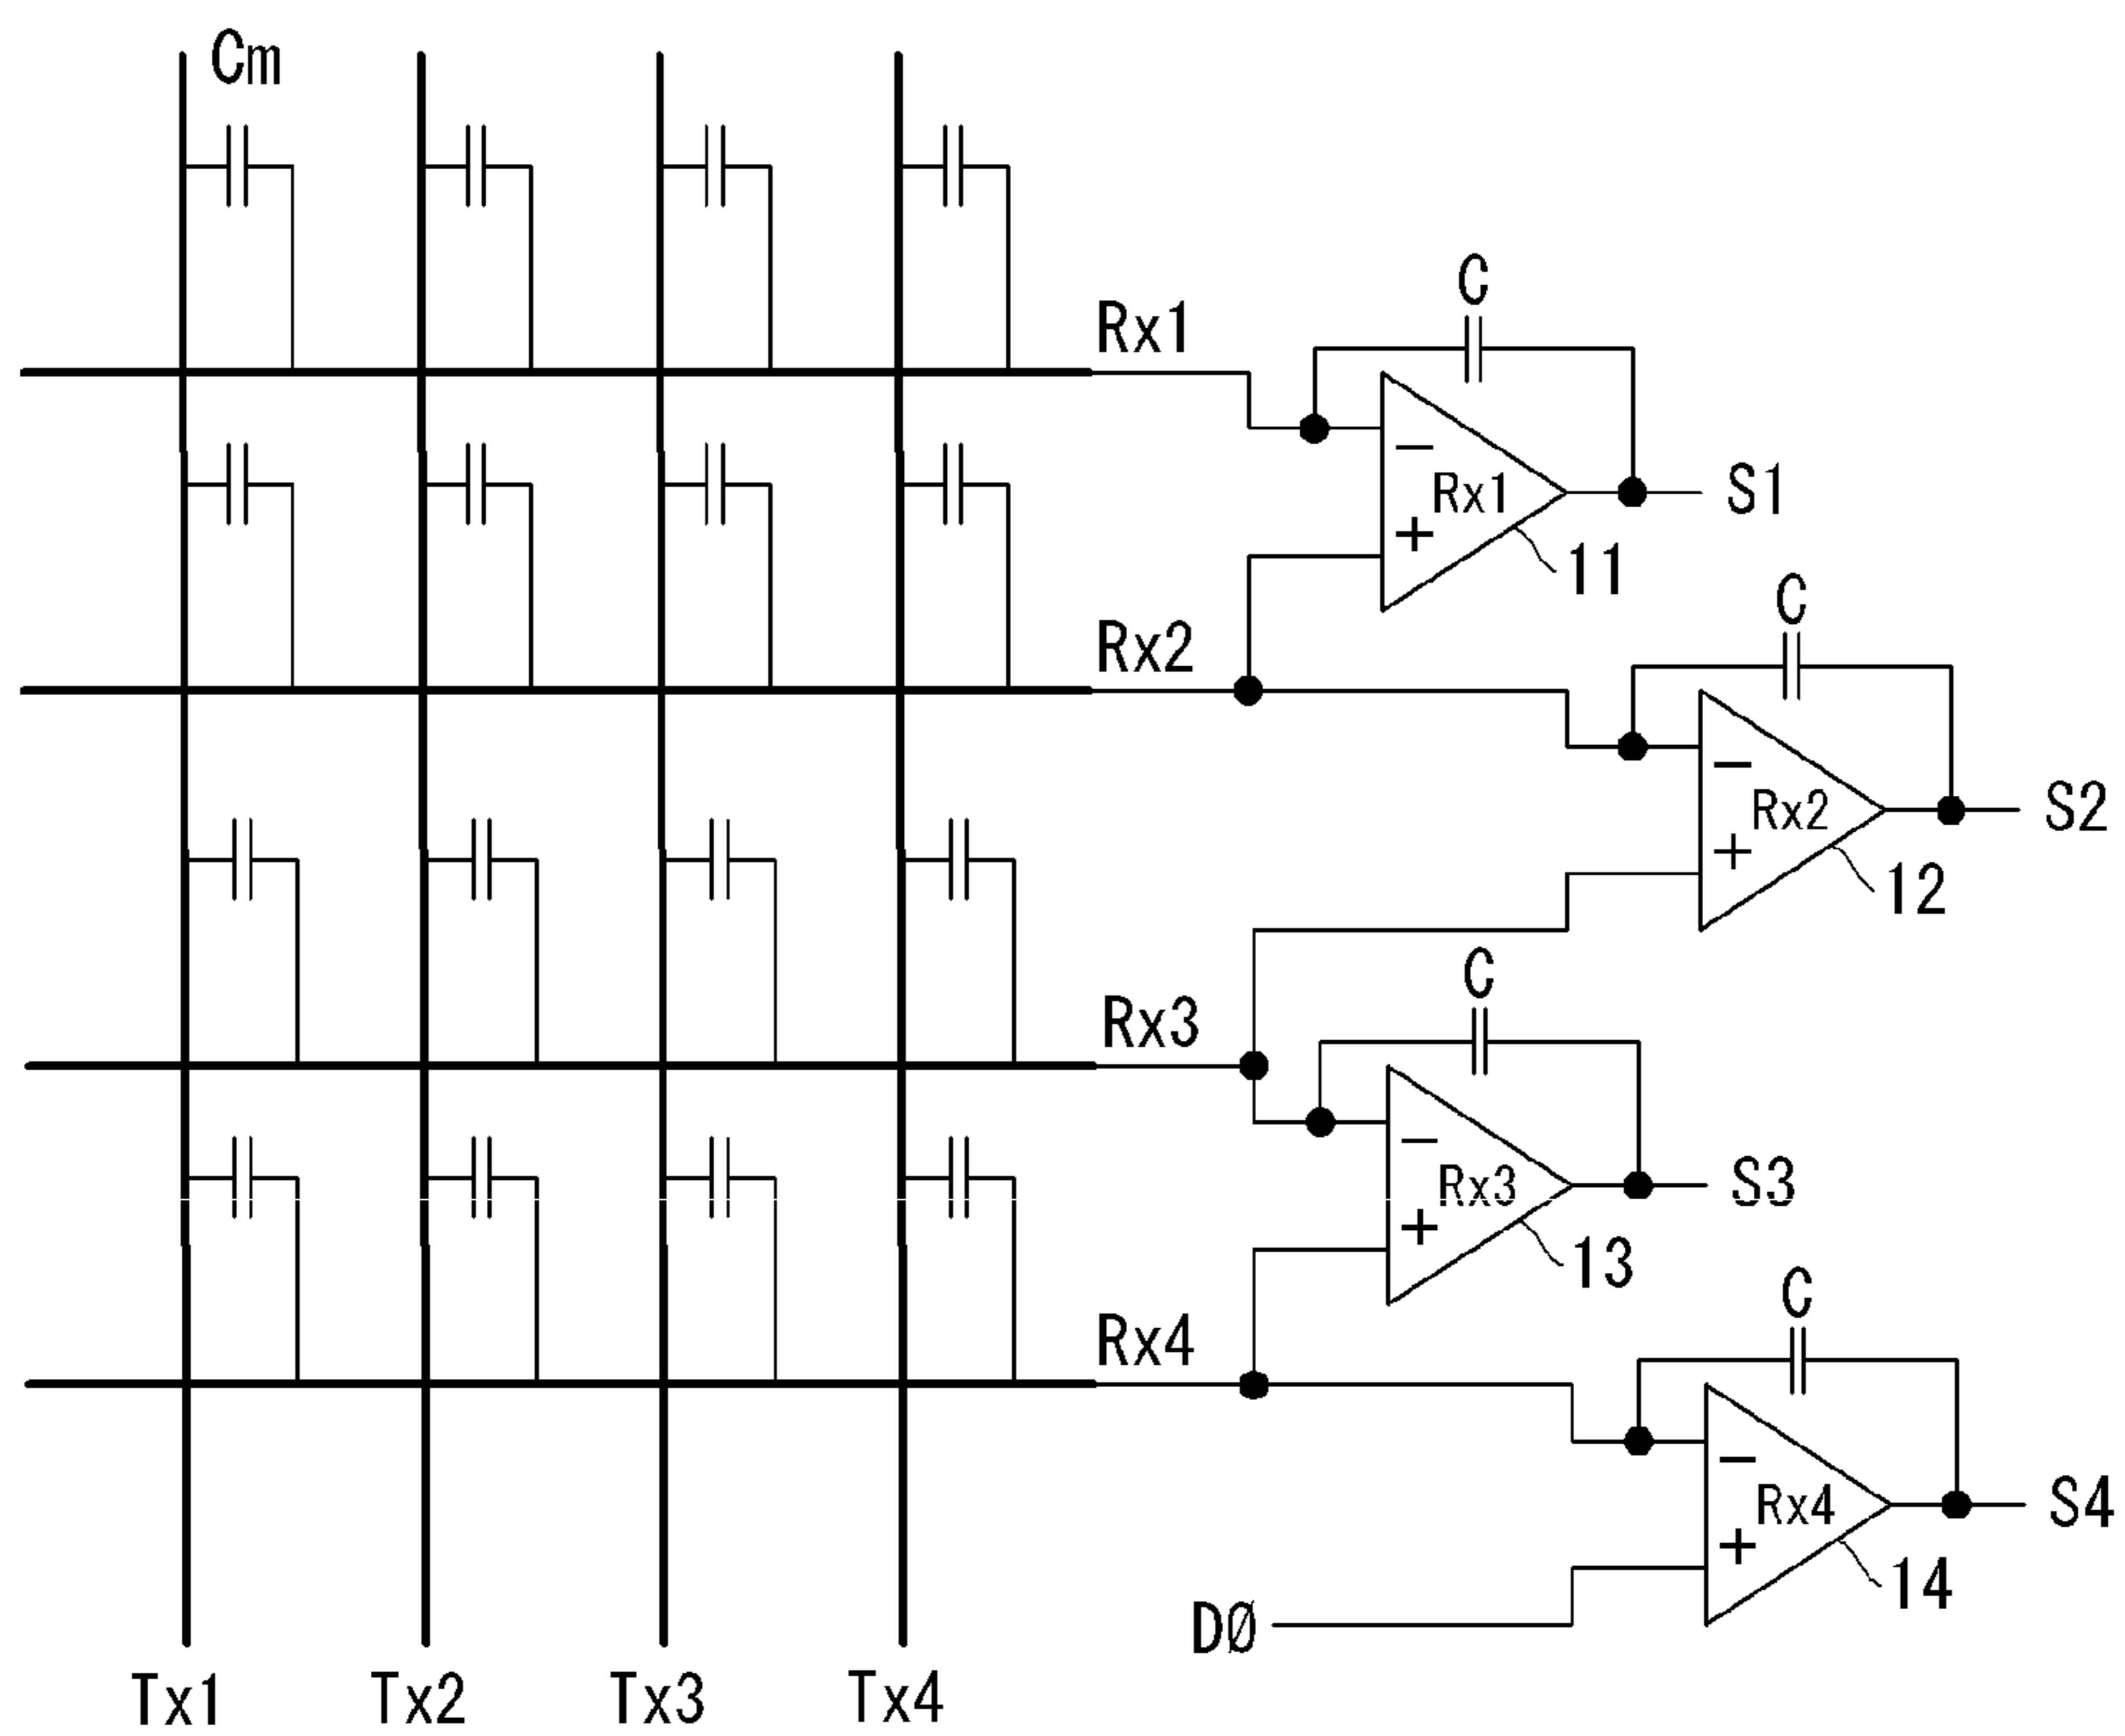 Cm
C
Rx1
−
Rx1
+
S1
11
C
Rx2
−
Rx2
+
S2
12
C
Rx3
−
Rx3
+
S3
13
C
Rx4
−
Rx4
+
S4
14
DØ
Tx1 Tx2 Tx3 Tx4